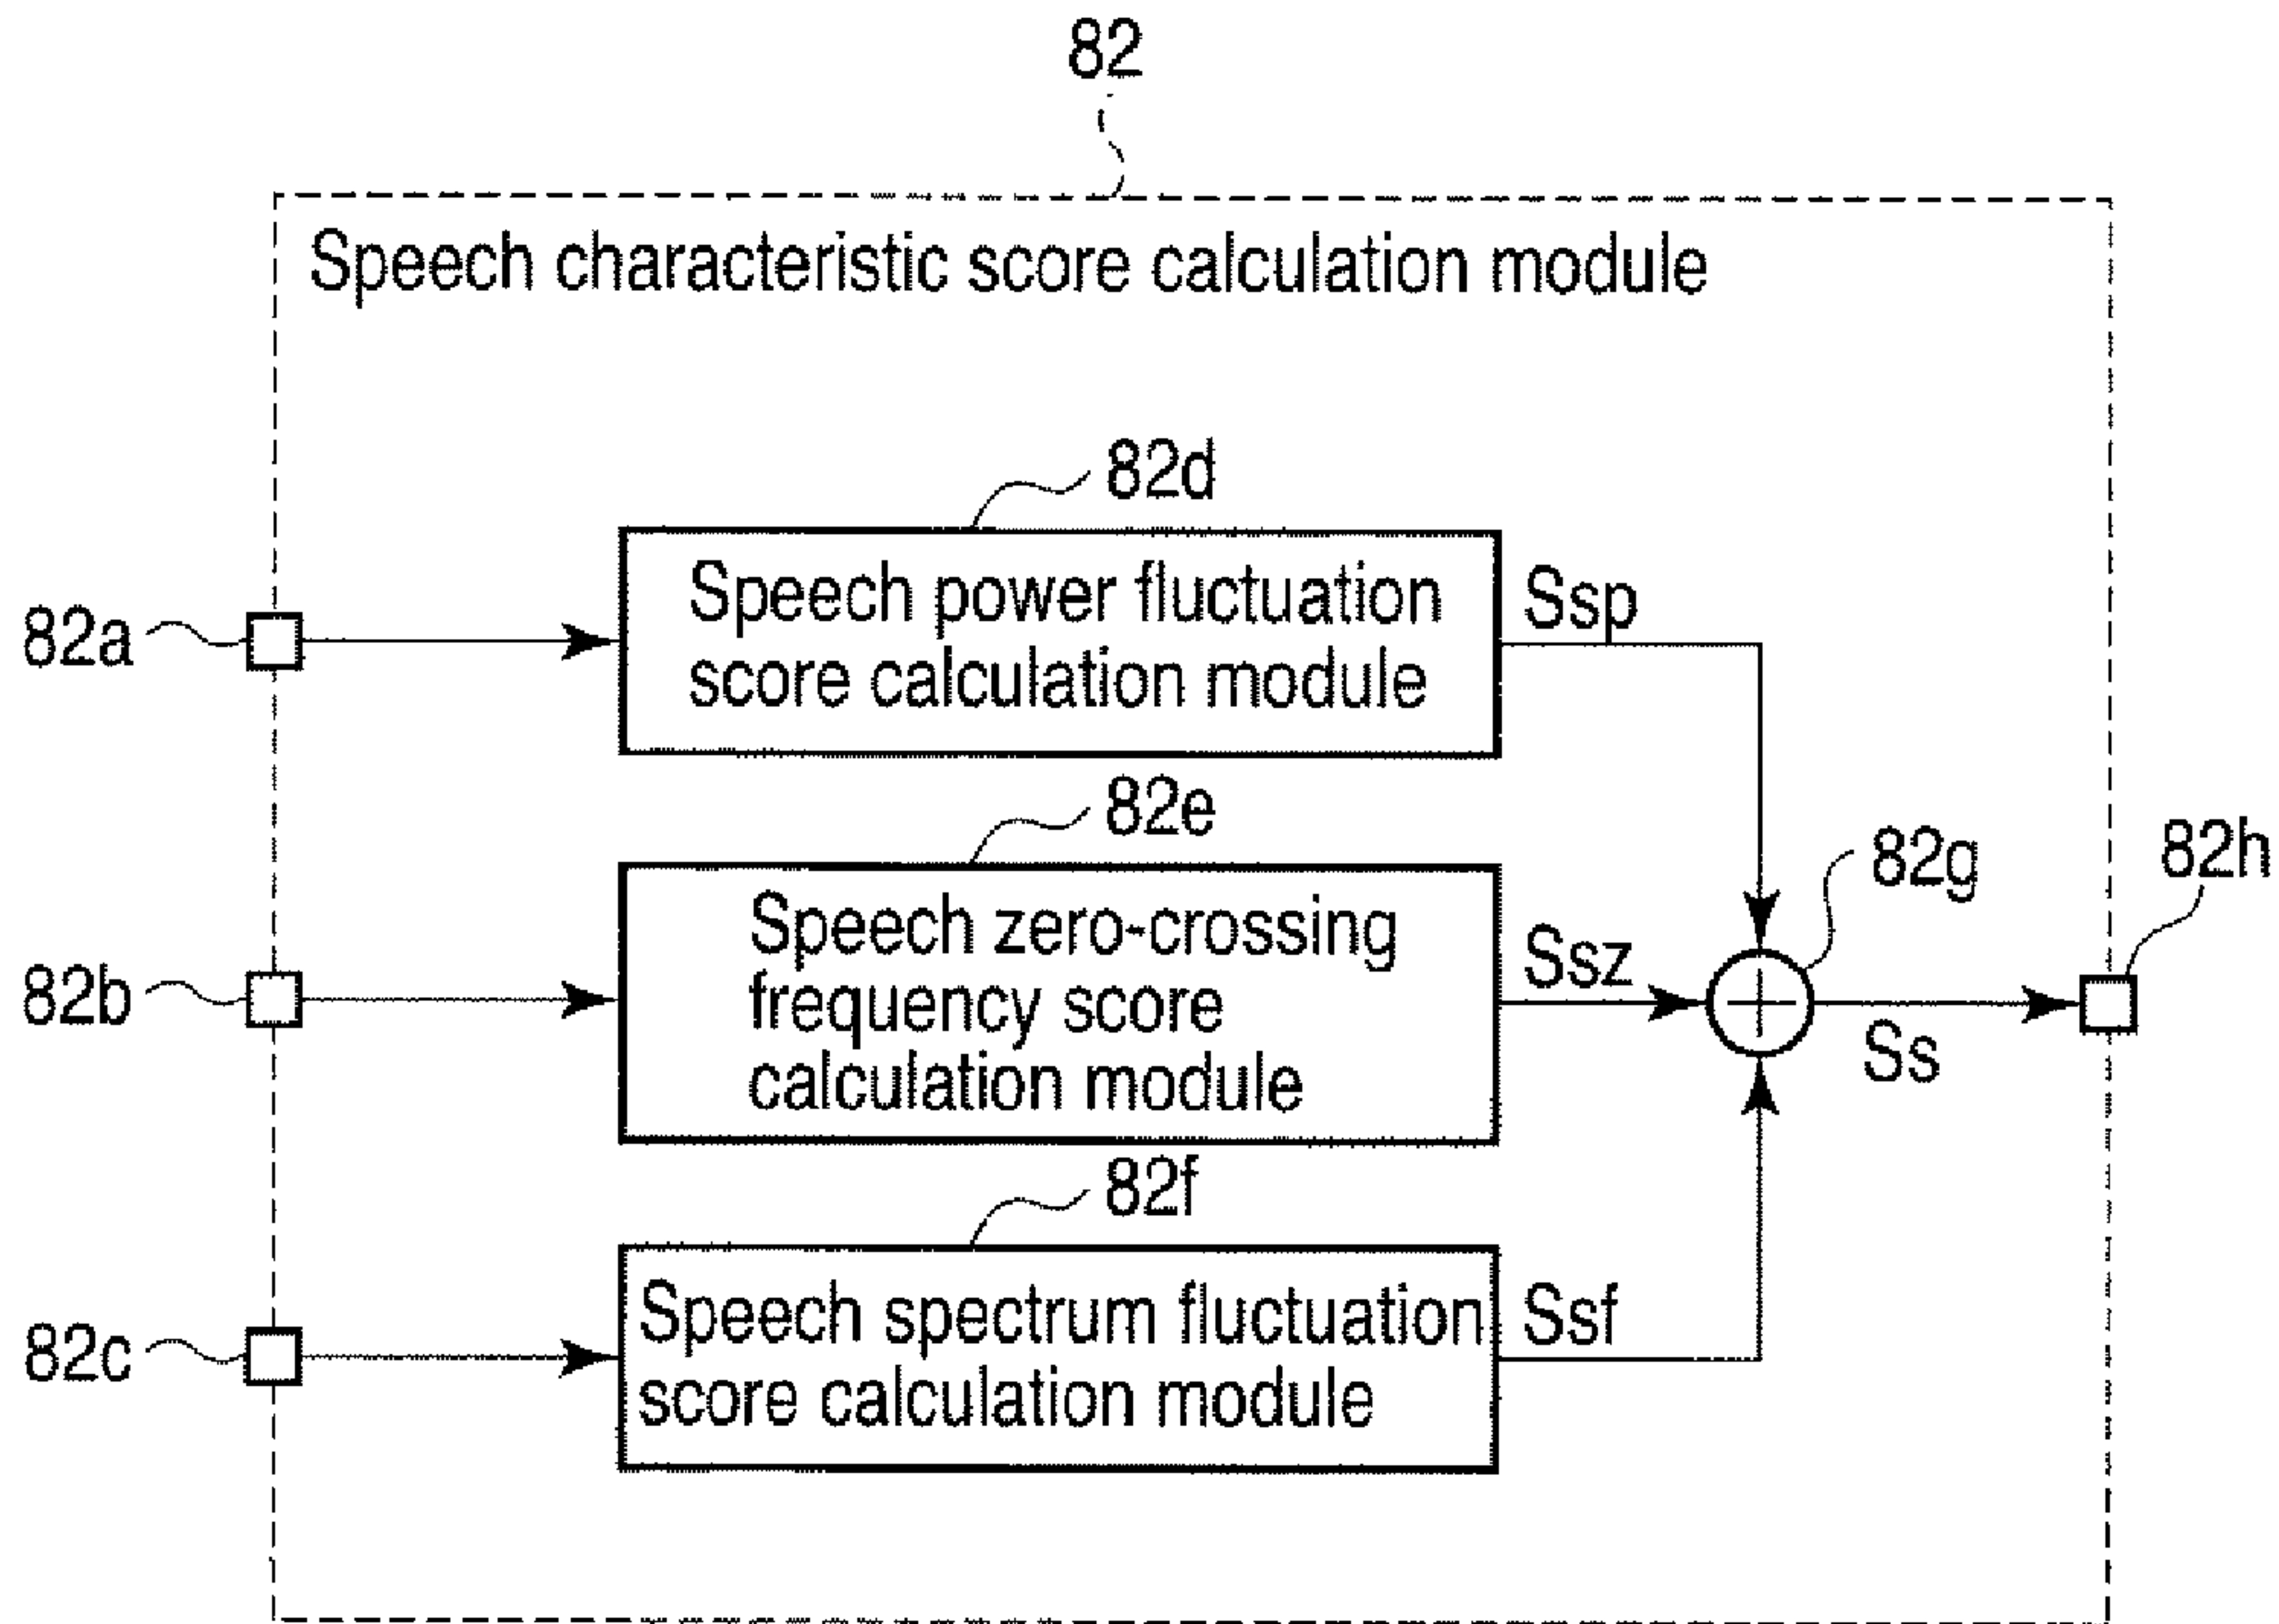 82
Speech characteristic score calculation module
82d
82a
Speech power fluctuation
score calculation module
Ssp
82e
82b
Speech zero-crossing
frequency score
calculation module
Ssz
82g
82h
Ss
82f
82c
Speech spectrum fluctuation
score calculation module
Ssf